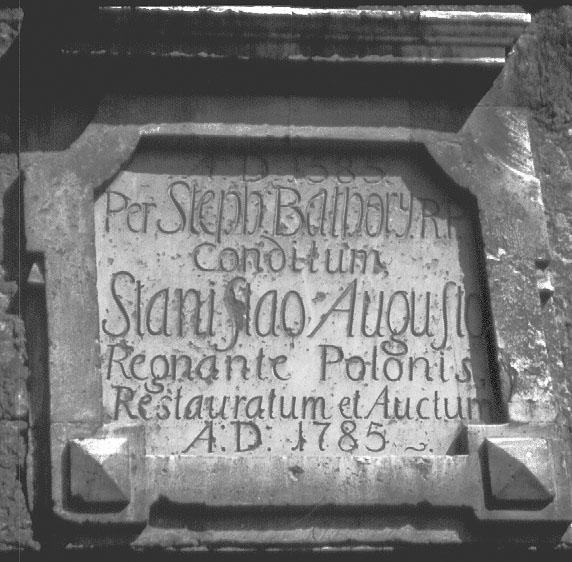 A.D. 1585.
Per Steph: Bathory R.P.
Conditum
Stanislao Augusto
Regnante Polonis,
Restauratum et Auctum
A.D. 1785